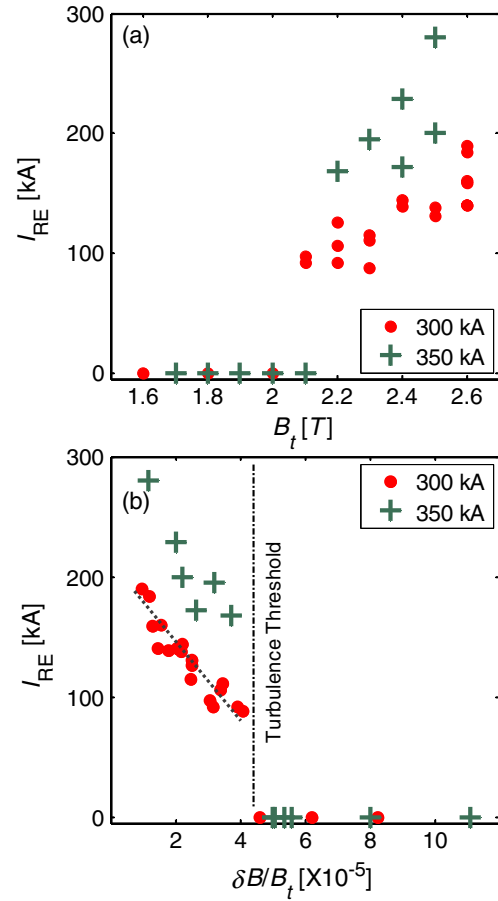 (a)
300
200
100
0
I_RE [kA]
1.6 1.8 2 2.2 2.4 2.6
B_t [T]
300 kA
350 kA
(b)
300
200
100
0
I_RE [kA]
Turbulence Threshold
2 4 6 8 10
δB/B_t [X10^-5]
300 kA
350 kA